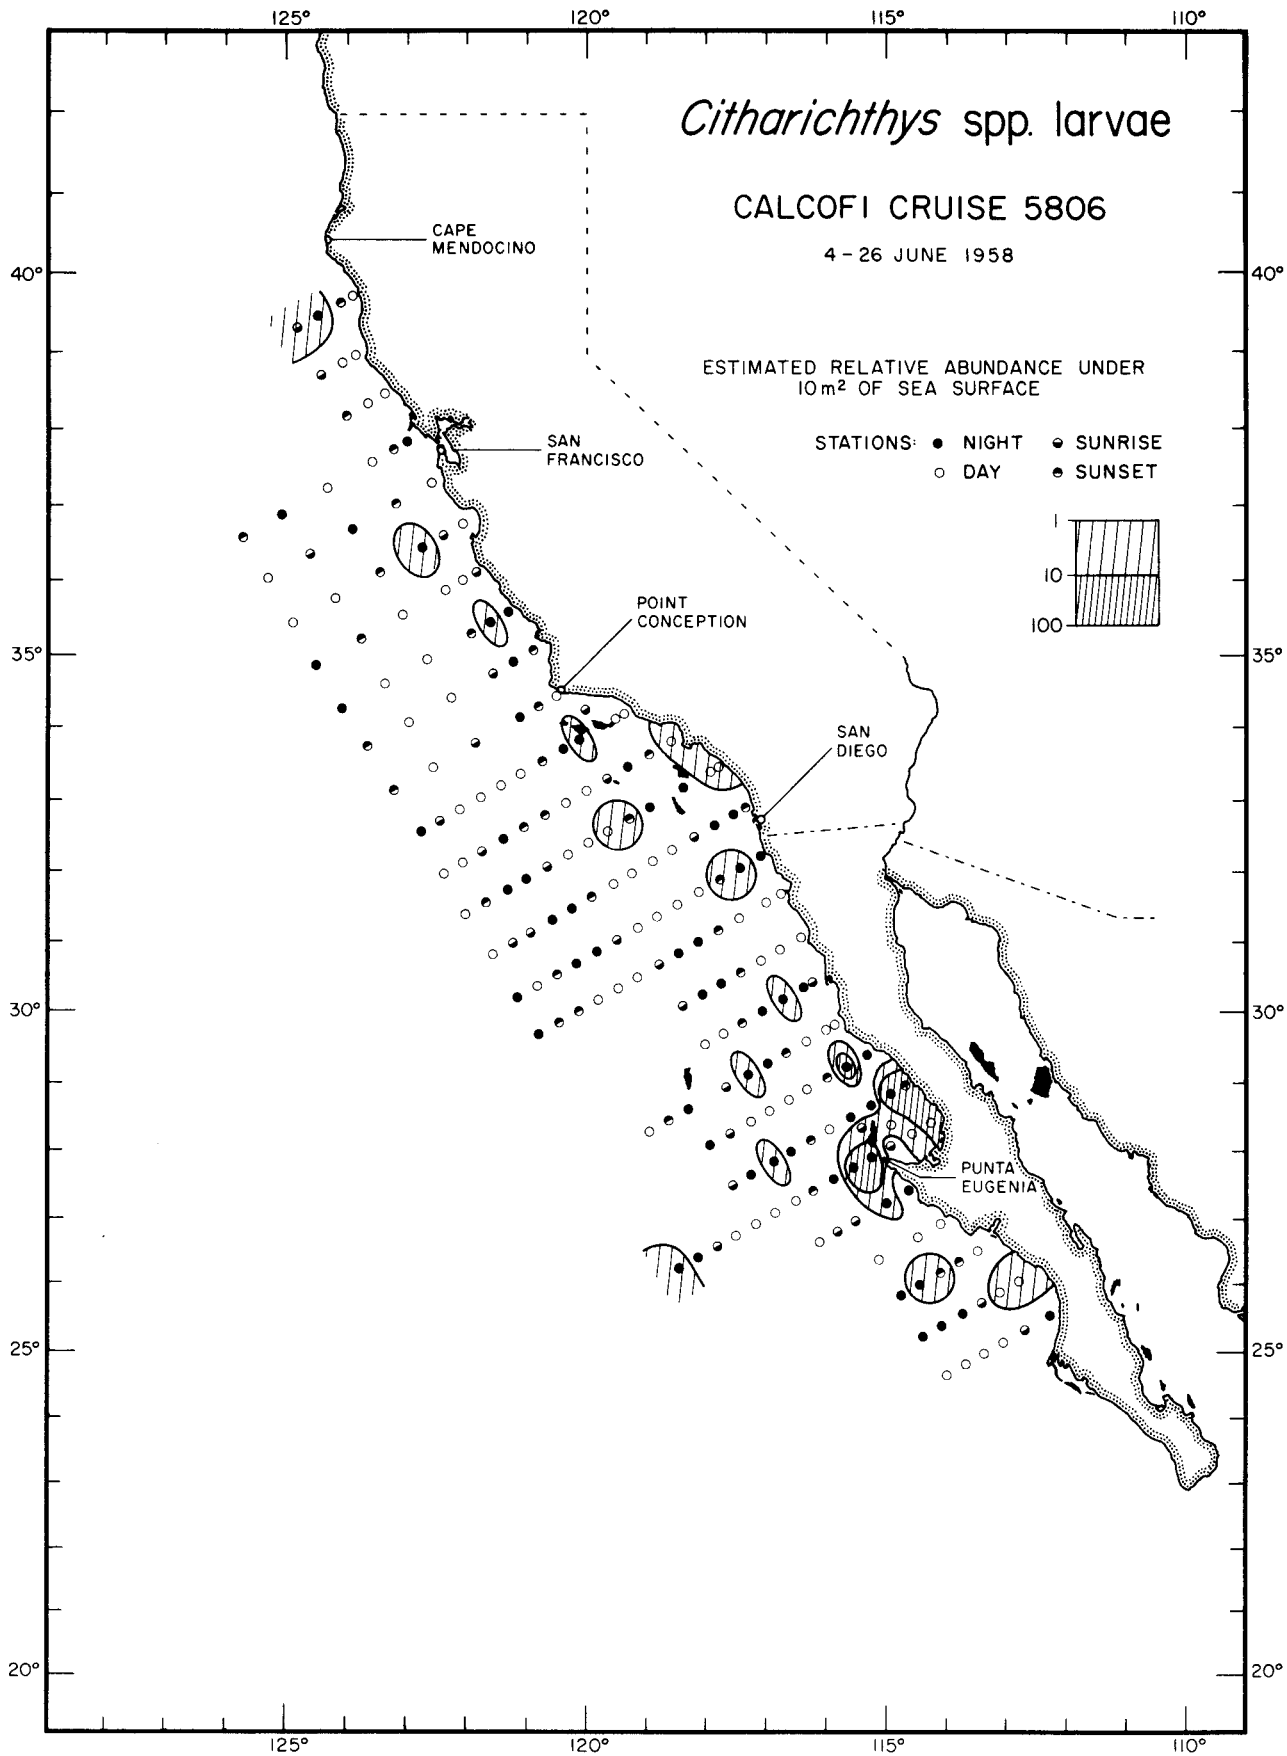 125° 120° 115° 110°
Citharichthys spp. larvae
CALCOFI CRUISE 5806
4-26 JUNE 1958
CAPE
MENDOCINO
40° 40°
ESTIMATED RELATIVE ABUNDANCE UNDER
10m² OF SEA SURFACE
STATIONS: NIGHT SUNRISE
DAY SUNSET
SAN
FRANCISCO
1
10
100
POINT
CONCEPTION
35° 35°
SAN
DIEGO
30° 30°
PUNTA
EUGENIA
25° 25°
20° 20°
125° 120° 115° 110°